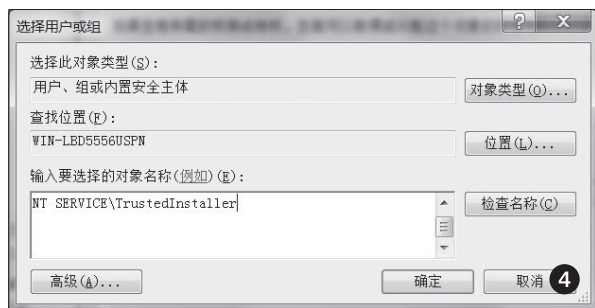 选择用户或组
选择此对象类型(S):
用户、组或内置安全主体
对象类型(O)...
查找位置(F):
WIN-LED5556USPN
位置(L)...
输入要选择的对象名称(例如)(E):
NT SERVICE\TrustedInstaller
检查名称(C)
高级(A)...
确定
取消
4